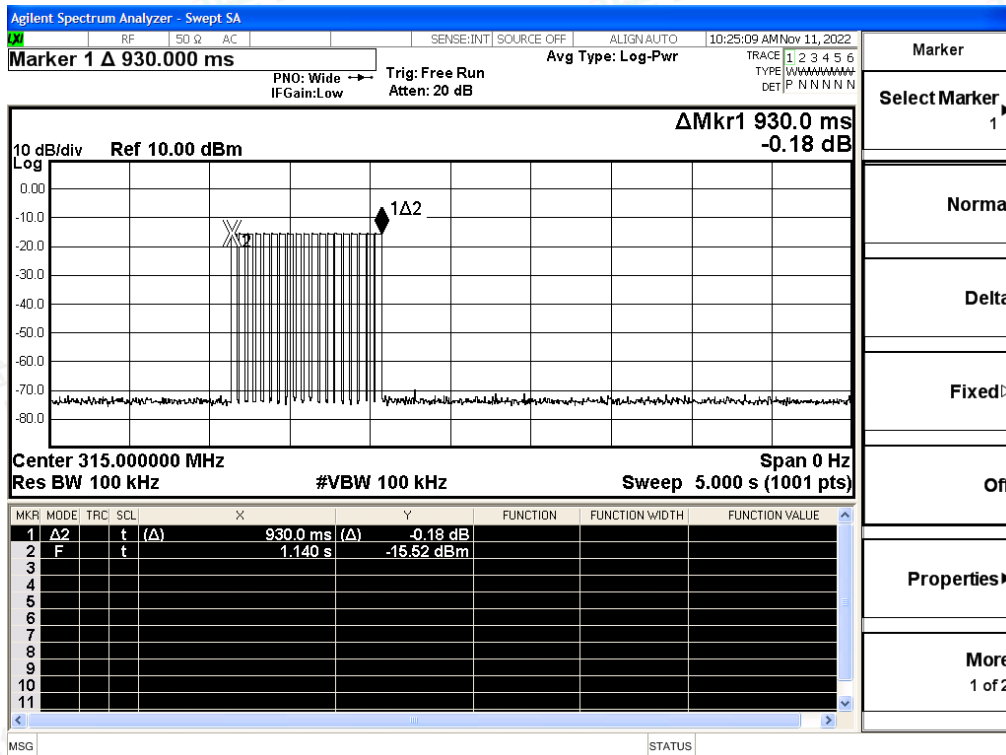 Agilent Spectrum Analyzer - Swept SA
LXI RF 50 Ω AC SENSE:INT SOURCE OFF ALIGN AUTO 10:25:09 AM Nov 11, 2022
Marker 1 Δ 930.000 ms
PNO: Wide
IFGain:Low
Trig: Free Run
Atten: 20 dB
Avg Type: Log-Pwr
TRACE 1 2 3 4 5 6
TYPE WWWWWW
DET P N N N N N
ΔMkr1 930.0 ms
-0.18 dB
10 dB/div Ref 10.00 dBm
Log
0.00
-10.0
-20.0
-30.0
-40.0
-50.0
-60.0
-70.0
-80.0
1Δ2
2
Center 315.000000 MHz Span 0 Hz
Res BW 100 kHz #VBW 100 kHz Sweep 5.000 s (1001 pts)
MKR MODE TRC SCL X Y FUNCTION FUNCTION WIDTH FUNCTION VALUE
1 Δ2 t (Δ) 930.0 ms (Δ) -0.18 dB
2 F t 1.140 s -15.52 dBm
3
4
5
6
7
8
9
10
11
MSG STATUS
Marker
Select Marker
1
Norma
Delta
Fixed
Of
Properties
More
1 of 2